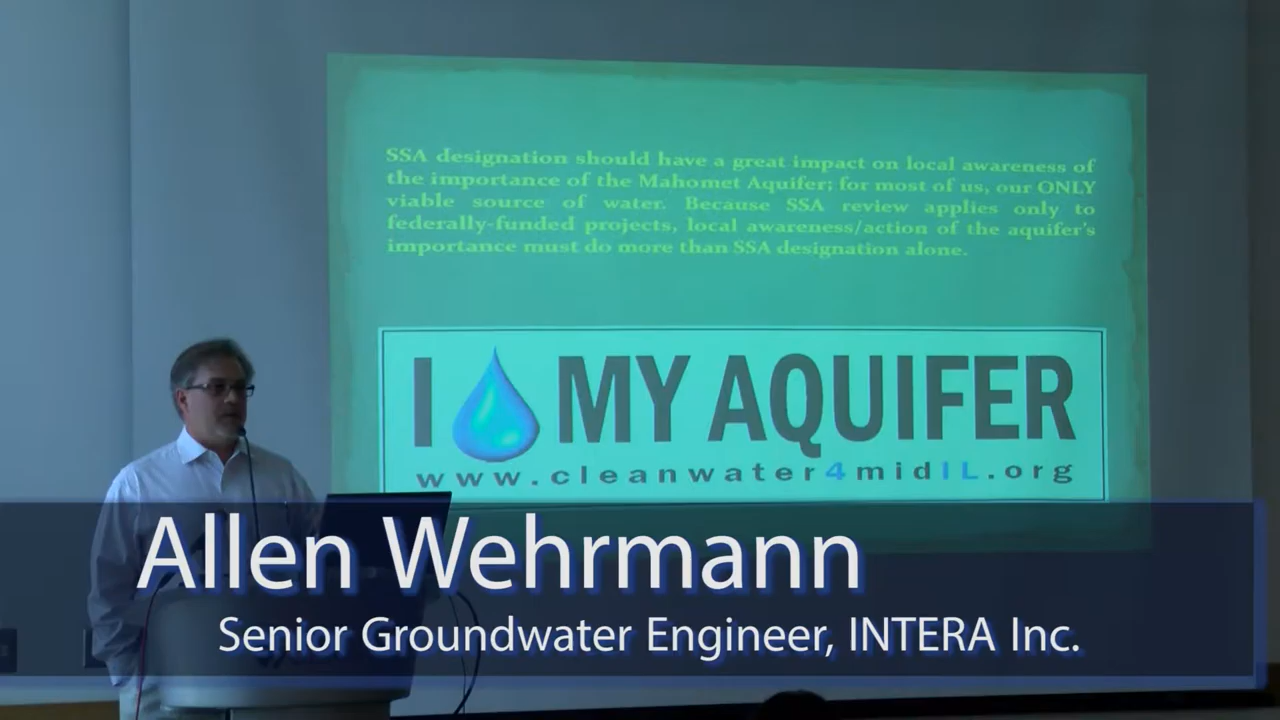 SSA designation should have a great impact on local awareness of
the importance of the Mahomet Aquifer; for most of us, our ONLY
viable source of water. Because SSA review applies only to
federally-funded projects, local awareness/action of the aquifer's
importance must do more than SSA designation alone.
I MY AQUIFER
www.cleanwater4midIL.org
Allen Wehrmann
Senior Groundwater Engineer, INTERA Inc.